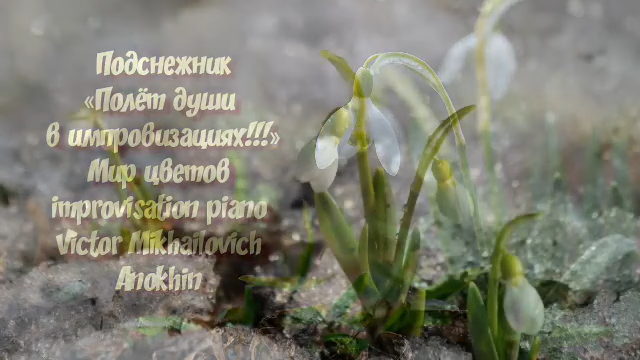 Подснежник
«Полёт души
в импровизациях!!!»
Мир цветов
improvisation piano
Victor Mikhailovich
Anokhin